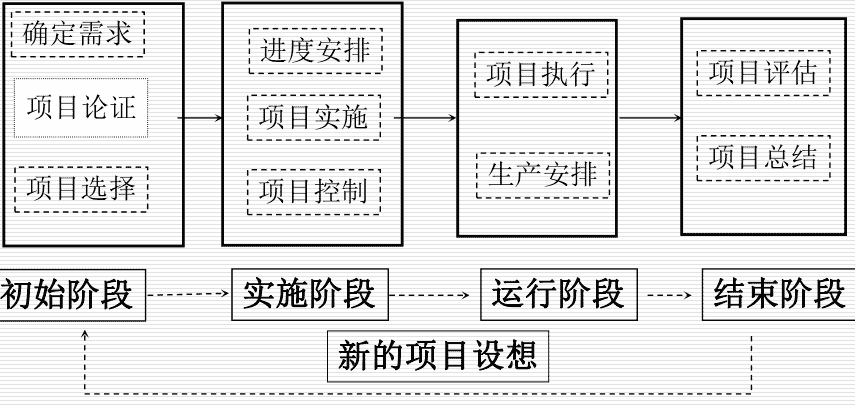 确定需求
项目论证
项目选择
进度安排
项目实施
项目控制
项目执行
生产安排
项目评估
项目总结
初始阶段
实施阶段
运行阶段
结束阶段
新的项目设想